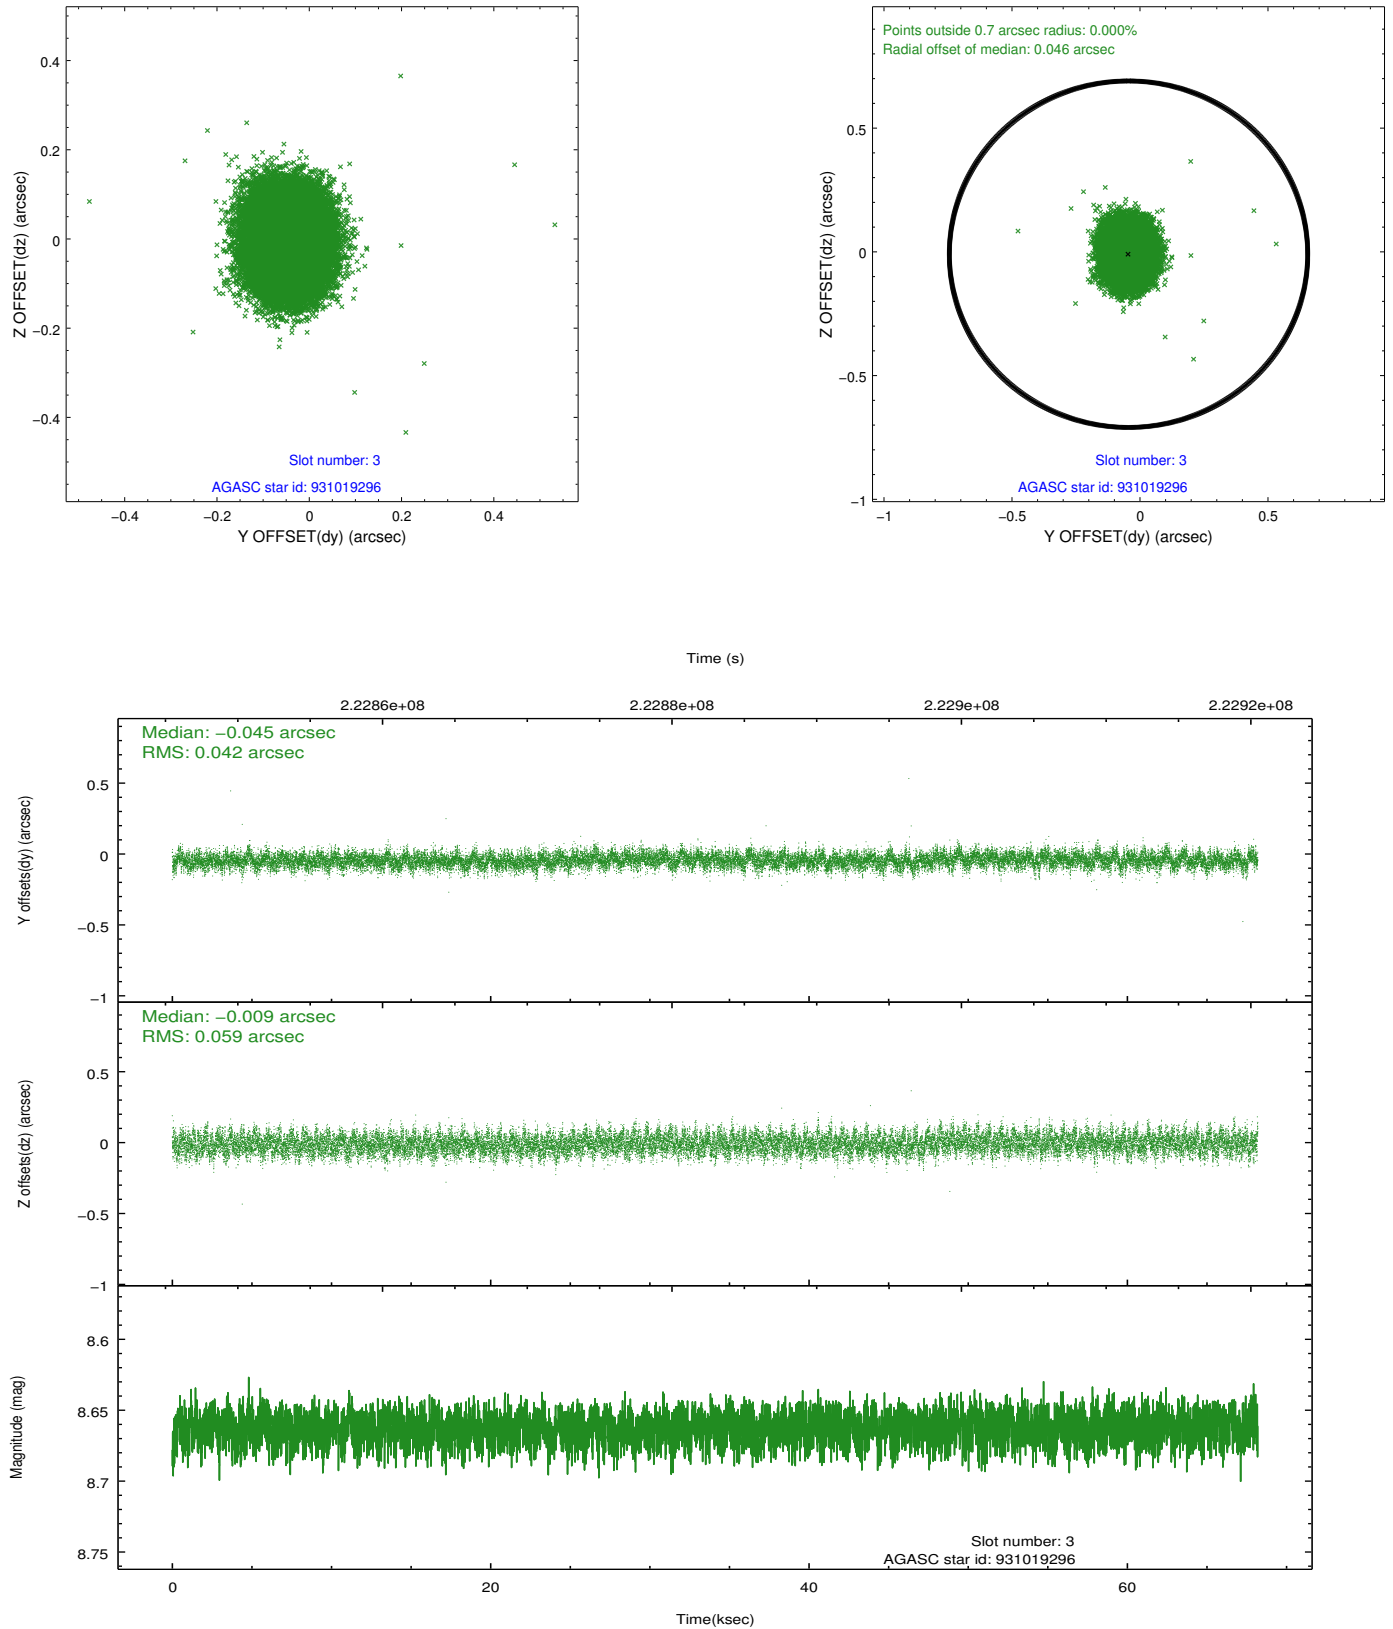 0.4
0.2
0
−0.2
−0.4
Z OFFSET(dz) (arcsec)
Slot number: 3
AGASC star id: 931019296
−0.4 −0.2 0 0.2 0.4
Y OFFSET(dy) (arcsec)
Points outside 0.7 arcsec radius: 0.000%
Radial offset of median: 0.046 arcsec
0.5
0
−0.5
−1
Z OFFSET(dz) (arcsec)
Slot number: 3
AGASC star id: 931019296
−1 −0.5 0 0.5
Y OFFSET(dy) (arcsec)
Time (s)
2.2286e+08 2.2288e+08 2.229e+08 2.2292e+08
Median: −0.045 arcsec
RMS: 0.042 arcsec
0.5
0
−0.5
−1
Y offsets(dy) (arcsec)
Median: −0.009 arcsec
RMS: 0.059 arcsec
0.5
0
−0.5
−1
Z offsets(dz) (arcsec)
8.6
8.65
8.7
8.75
Magnitude (mag)
Slot number: 3
AGASC star id: 931019296
0 20 40 60
Time(ksec)